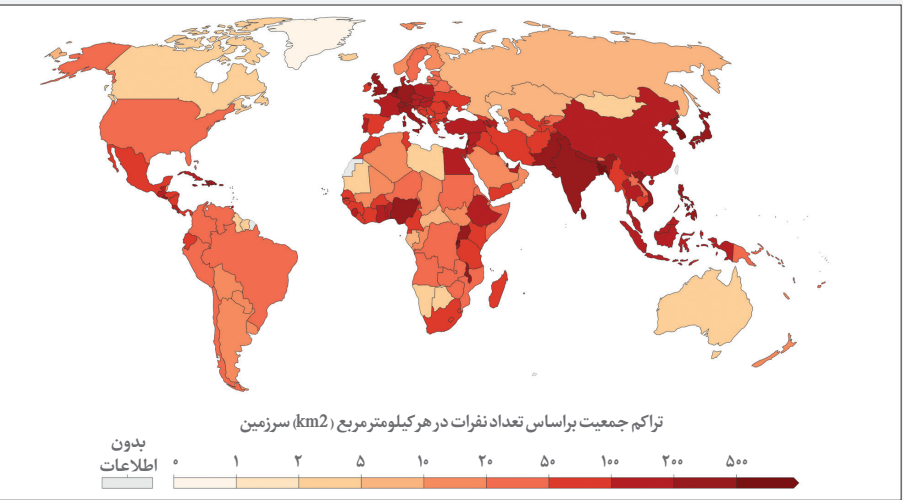 تراکم جمعیت براساس تعداد نفرات در هر کیلومتر مربع (km2) سرزمین
بدون
اطلاعات
۰ ۱ ۲ ۵ ۱۰ ۲۰ ۵۰ ۱۰۰ ۲۰۰ ۵۰۰